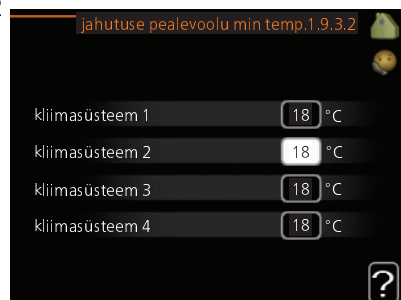 jahutuse pealevoolu min temp.1.9.3.2
kliimasüsteem 1 18 °C
kliimasüsteem 2 18 °C
kliimasüsteem 3 18 °C
kliimasüsteem 4 18 °C
?